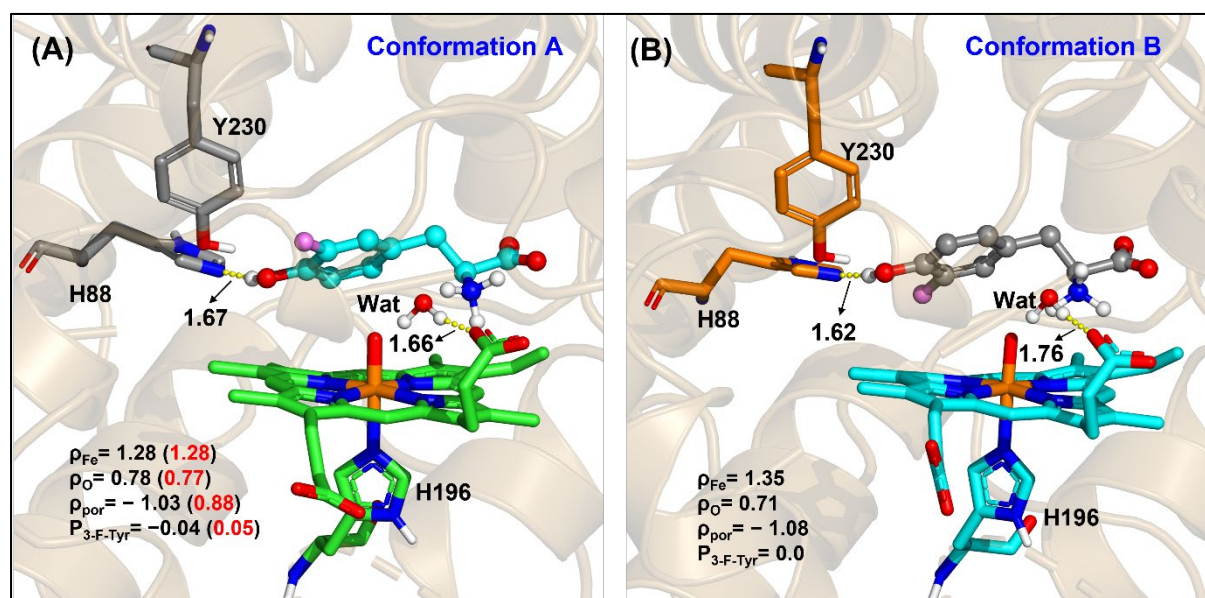 (A)
Conformation A
Y230
H88
1.67
Wat
1.66
H196
ρFe= 1.28 (1.28)
ρO= 0.78 (0.77)
ρpor= − 1.03 (0.88)
P3-F-Tyr= −0.04 (0.05)
(B)
Conformation B
Y230
H88
1.62
Wat
1.76
H196
ρFe= 1.35
ρO= 0.71
ρpor= − 1.08
P3-F-Tyr= 0.0